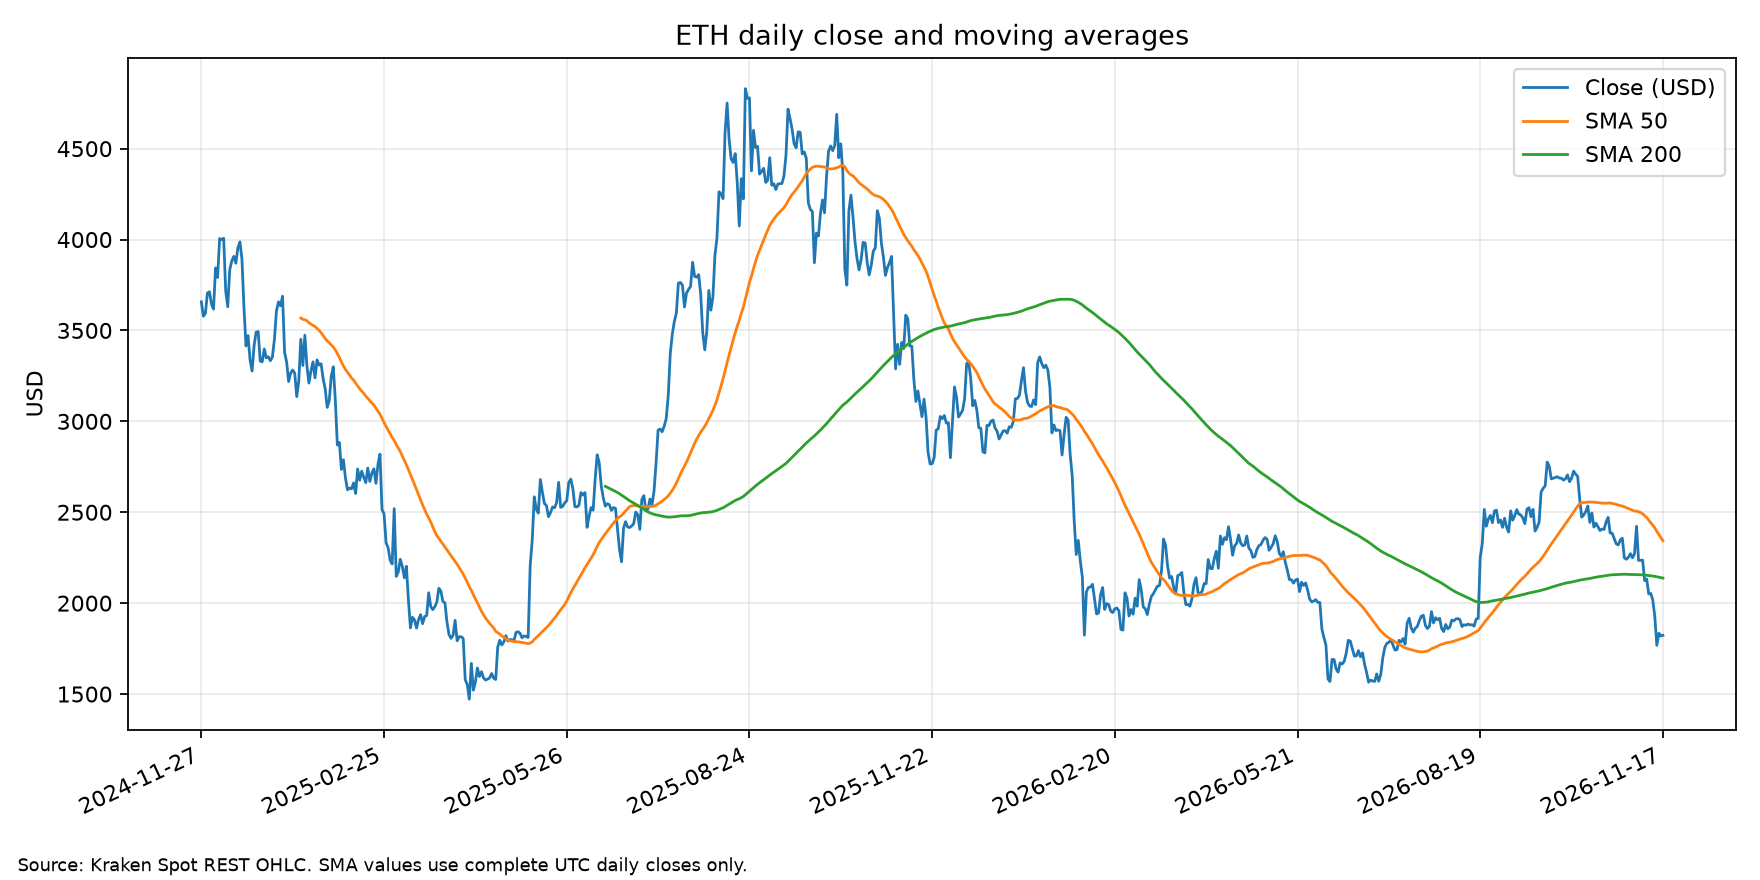 ETH daily close and moving averages
Close (USD)
SMA 50
SMA 200
USD
4500
4000
3500
3000
2500
2000
1500
2024-11-27
2025-02-25
2025-05-26
2025-08-24
2025-11-22
2026-02-20
2026-05-21
2026-08-19
2026-11-17
Source: Kraken Spot REST OHLC. SMA values use complete UTC daily closes only.